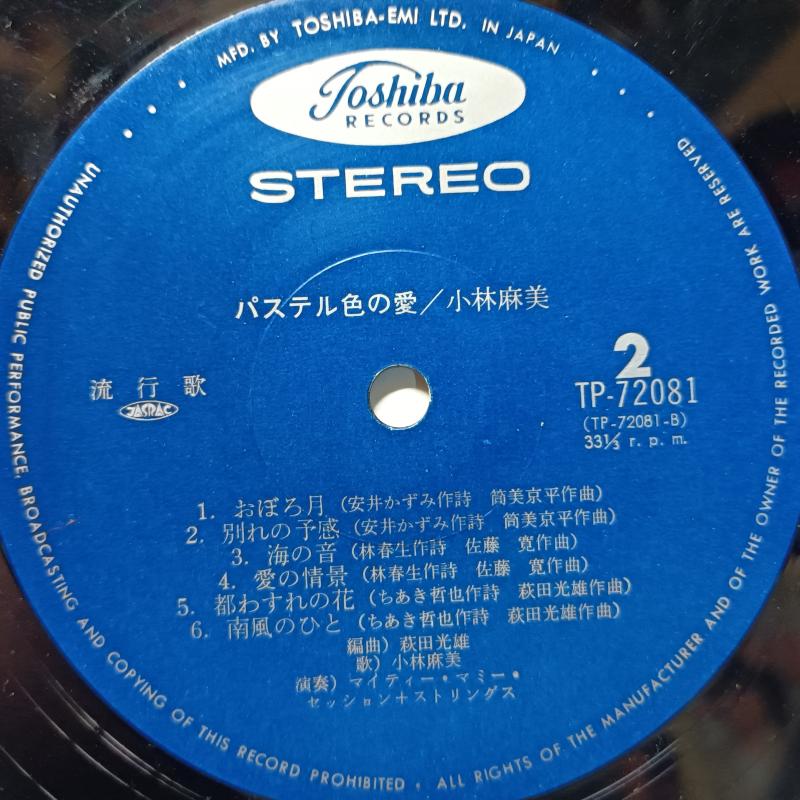 MFD. BY TOSHIBA-EMI LTD. IN JAPAN
Toshiba
RECORDS
STEREO
パステル色の愛／小林麻美
流行歌
JASRAC
2
TP-72081
(TP-72081-B)
33⅓ r. p. m.
1. おぼろ月 (安井かずみ作詩 筒美京平作曲)
2. 別れの予感 (安井かずみ作詩 筒美京平作曲)
3. 海の音 (林春生作詩 佐藤 寛作曲)
4. 愛の情景 (林春生作詩 佐藤 寛作曲)
5. 都わすれの花 (ちあき哲也作詩 萩田光雄作曲)
6. 南風のひと (ちあき哲也作詩 萩田光雄作曲)
編曲) 萩田光雄
歌) 小林麻美
演奏) マイティー・マミー・
セッション＋ストリングス
UNAUTHORIZED PUBLIC PERFORMANCE, BROADCASTING AND COPYING OF THIS RECORD PROHIBITED . ALL RIGHTS OF THE MANUFACTURER AND OF THE OWNER OF THE RECORDED WORK ARE RESERVED